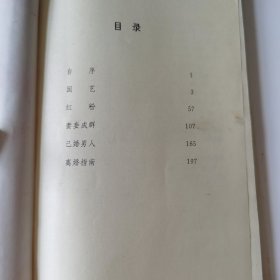 目录
自序 1
园艺 3
红粉 57
妻妾成群 107
已婚男人 165
离婚指南 197